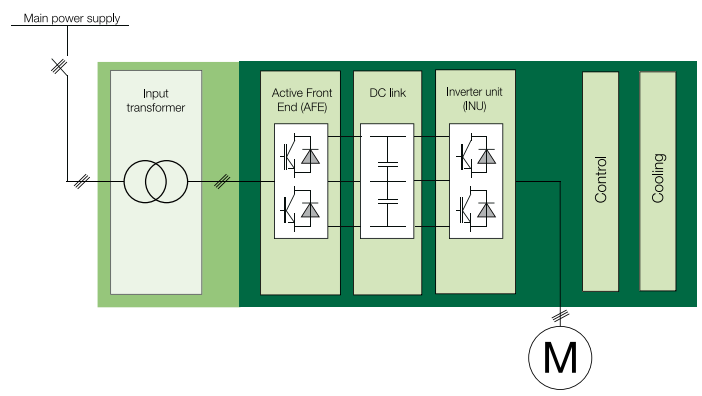 Main power supply
Input
transformer
Active Front
End (AFE)
DC link
Inverter unit
(INU)
Control
Cooling
M